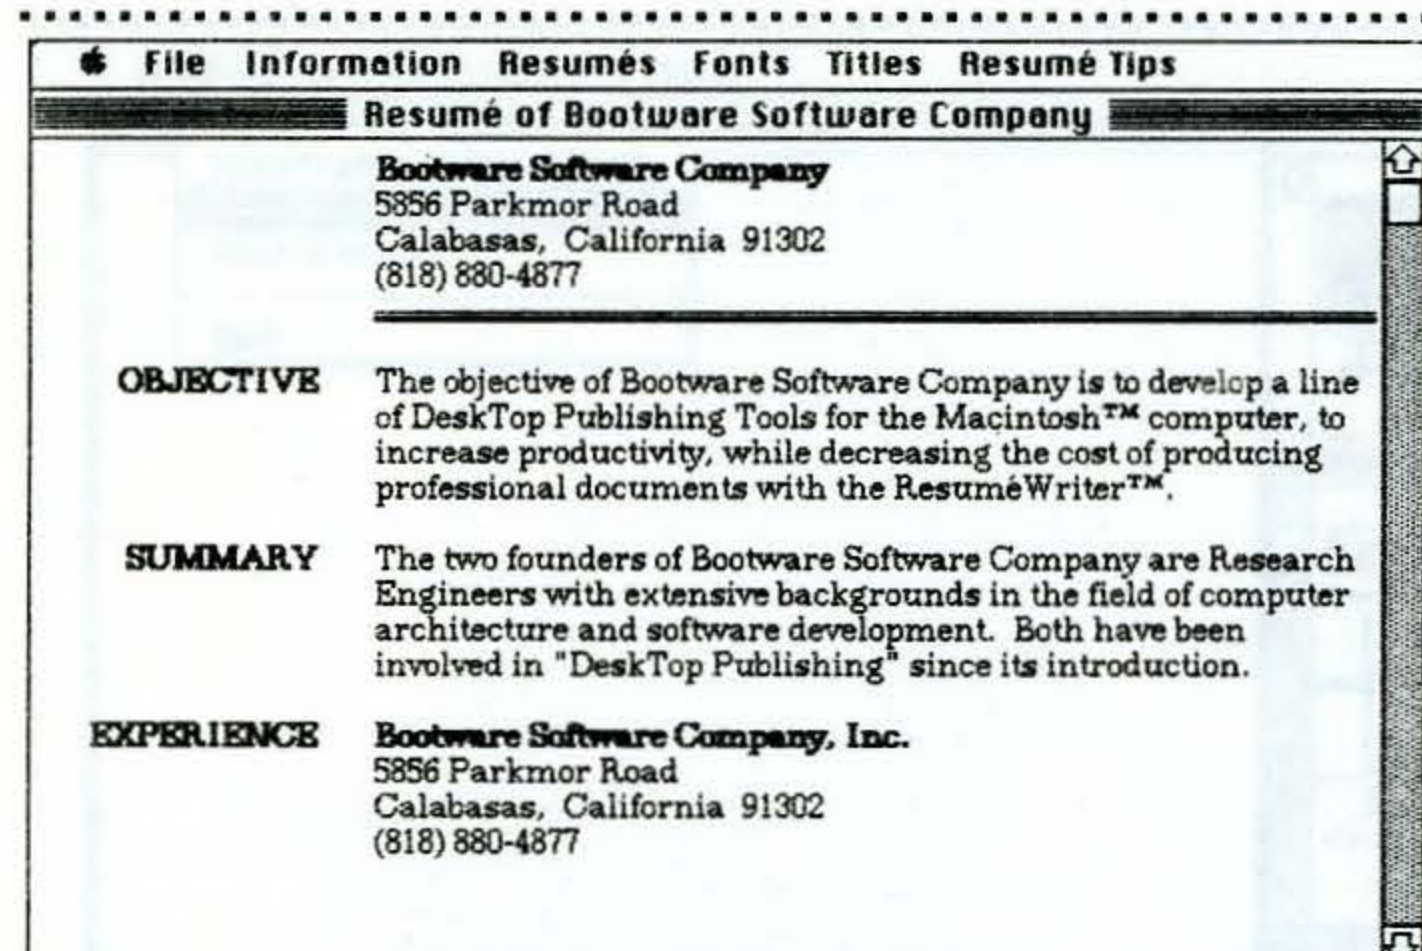 File Information Resumés Fonts Titles Resumé Tips
Resumé of Bootware Software Company
Bootware Software Company
5856 Parkmor Road
Calabasas, California 91302
(818) 880-4877
OBJECTIVE The objective of Bootware Software Company is to develop a line
of DeskTop Publishing Tools for the Macintosh™ computer, to
increase productivity, while decreasing the cost of producing
professional documents with the ResuméWriter™.
SUMMARY The two founders of Bootware Software Company are Research
Engineers with extensive backgrounds in the field of computer
architecture and software development. Both have been
involved in "DeskTop Publishing" since its introduction.
EXPERIENCE Bootware Software Company, Inc.
5856 Parkmor Road
Calabasas, California 91302
(818) 880-4877